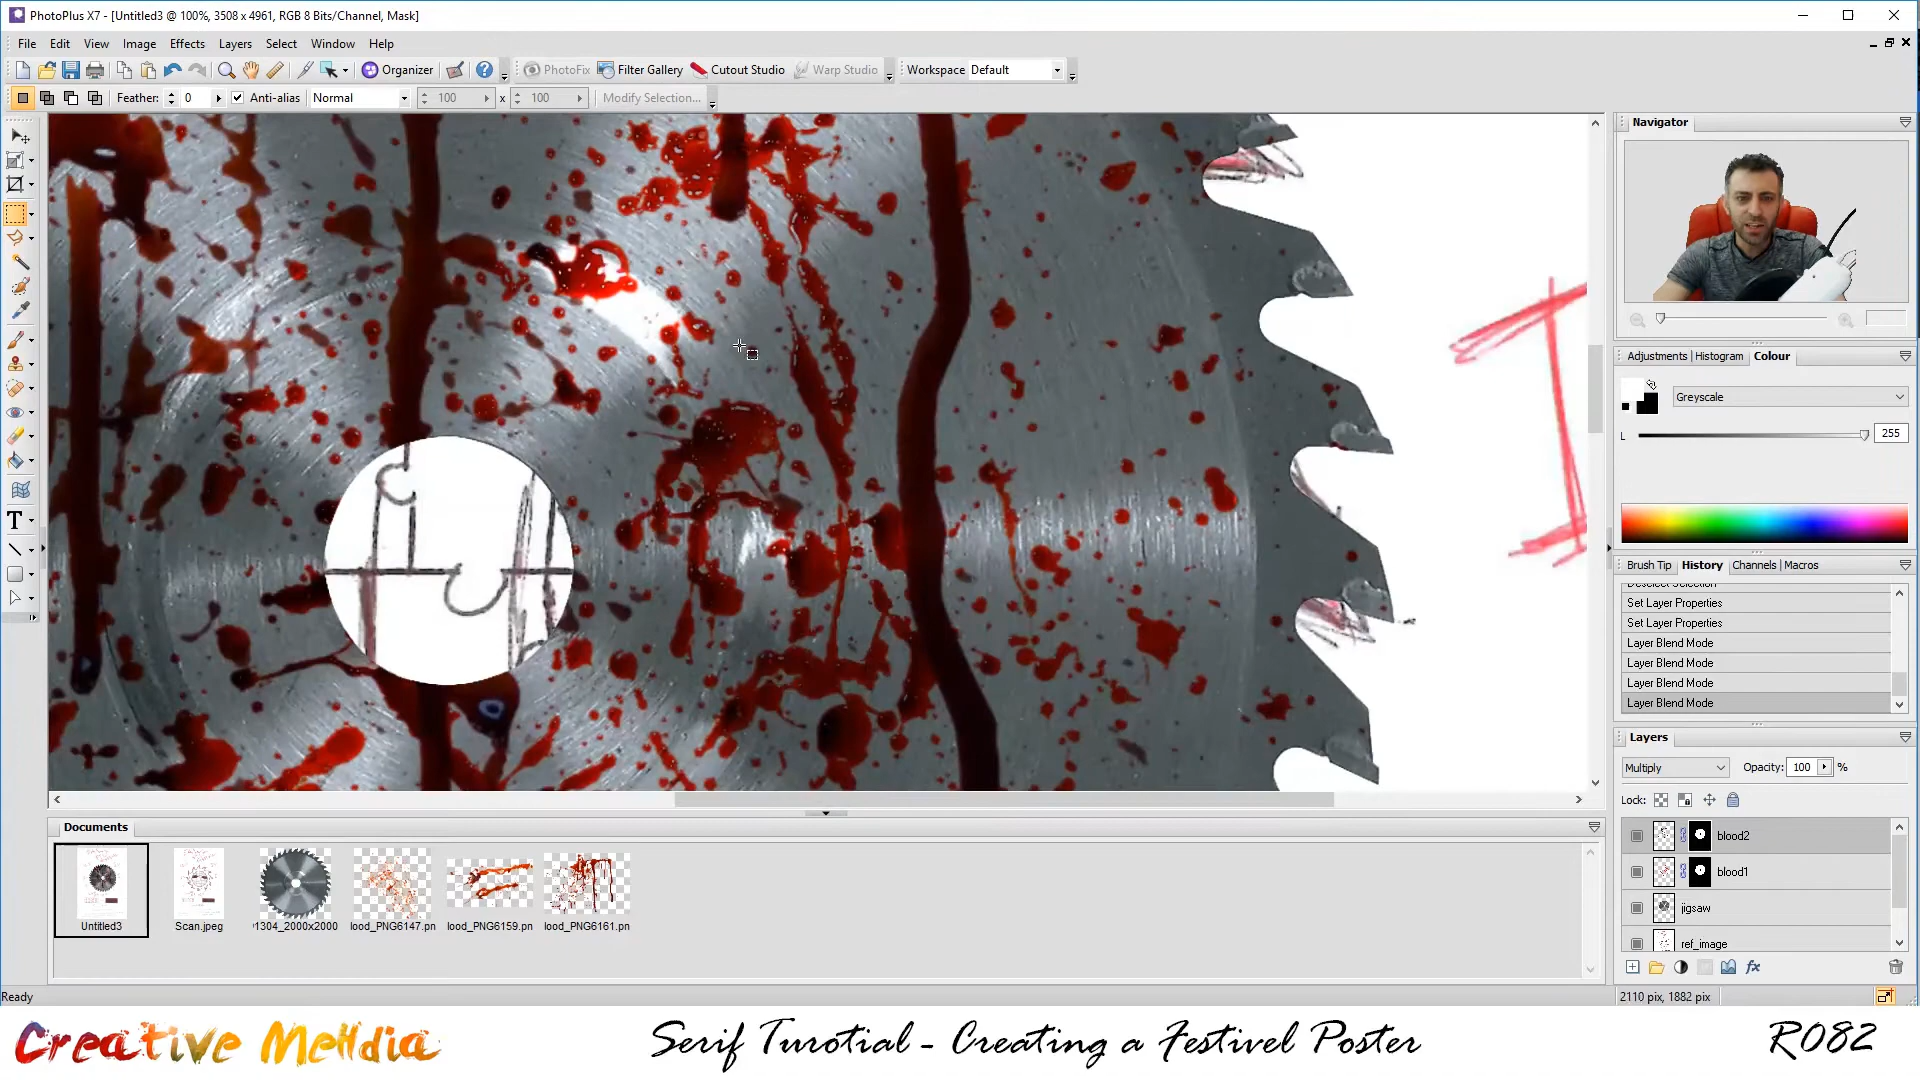 PhotoPlus X7 - [Untitled3 @ 100%, 3508 x 4961, RGB 8 Bits/Channel, Mask]
File Edit View Image Effects Layers Select Window Help
Organizer PhotoFix Filter Gallery Cutout Studio Warp Studio Workspace Default
Feather: 0 Anti-alias Normal 100 x 100 Modify Selection...
Navigator
Adjustments | Histogram Colour
Greyscale
L 255
Brush Tip History Channels | Macros
Deselect Selection
Set Layer Properties
Set Layer Properties
Layer Blend Mode
Layer Blend Mode
Layer Blend Mode
Layer Blend Mode
Layers
Multiply Opacity: 100 %
Lock:
blood2
blood1
jigsaw
ref_image
Documents
Untitled3 Scan.jpeg 1304_2000x2000 lood_PNG6147.pn lood_PNG6159.pn lood_PNG6161.pn
Ready 2110 pix, 1882 pix
Creative MeHdia Serif Turotial - Creating a Festivel Poster R082